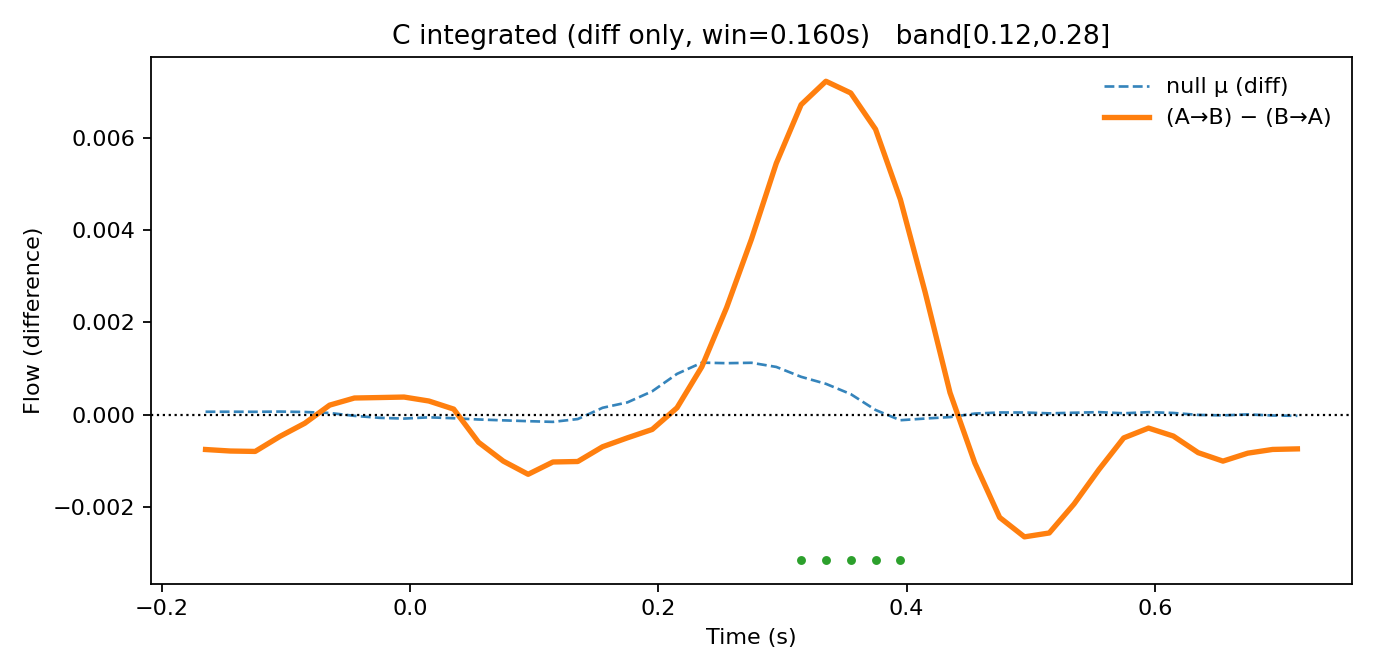 C integrated (diff only, win=0.160s)   band[0.12,0.28]
null μ (diff)
(A→B) − (B→A)
Flow (difference)
0.006
0.004
0.002
0.000
−0.002
−0.2
0.0
0.2
0.4
0.6
Time (s)